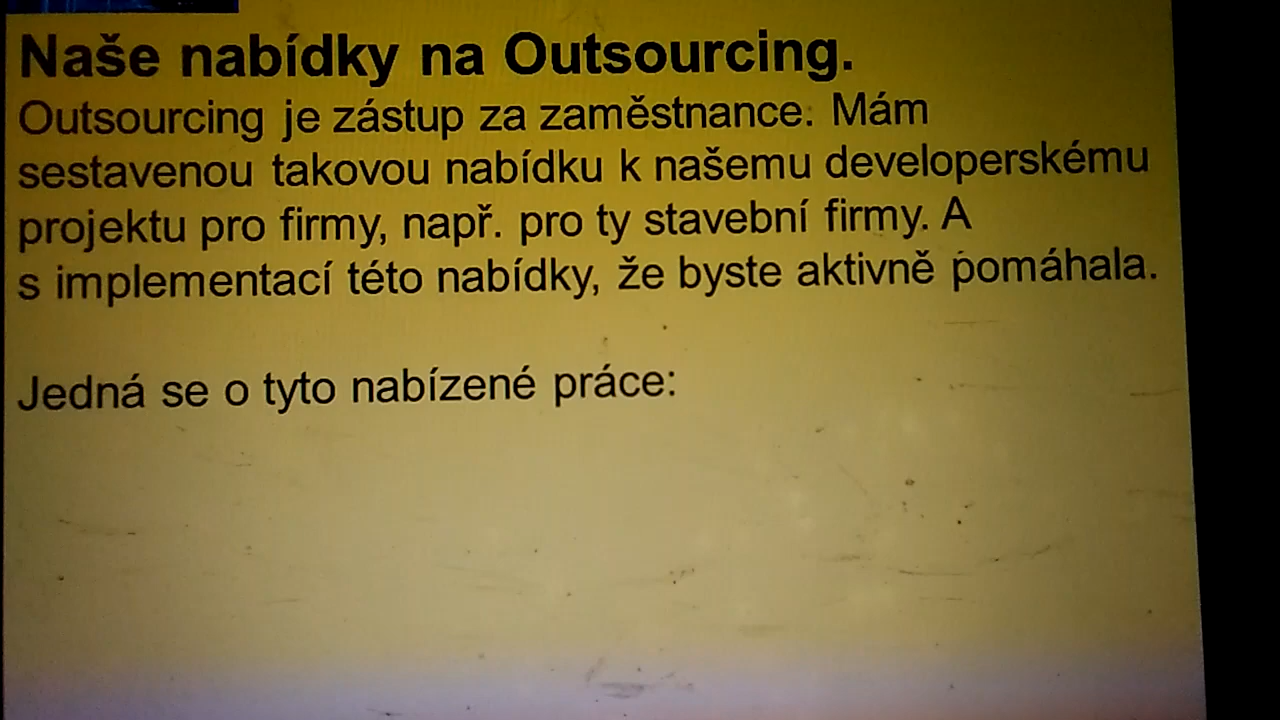 Naše nabídky na Outsourcing.
Outsourcing je zástup za zaměstnance. Mám
sestavenou takovou nabídku k našemu developerskému
projektu pro firmy, např. pro ty stavební firmy. A
s implementací této nabídky, že byste aktivně pomáhala.
Jedná se o tyto nabízené práce: